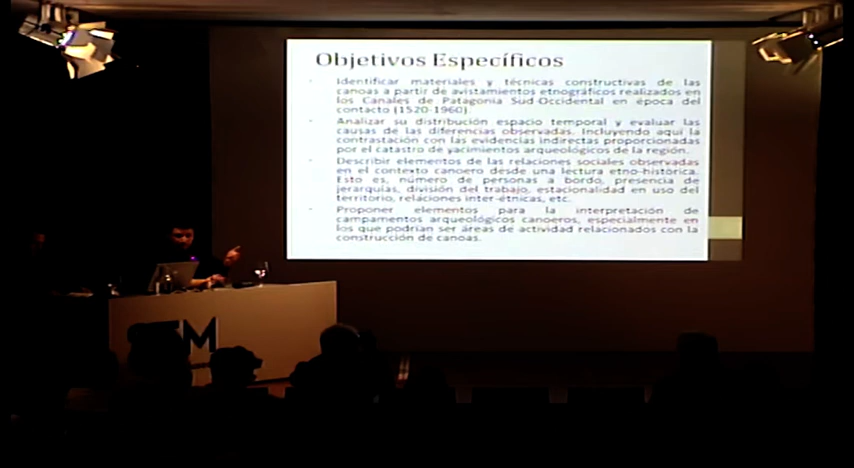 Objetivos Específicos
Identificar materiales y técnicas constructivas de las
canoas a partir de avistamientos etnográficos realizados en
los Canales de Patagonia Sud-Occidental en época del
contacto (1520-1960).
Analizar su distribución espacio temporal y evaluar las
causas de las diferencias observadas. Incluyendo aquí la
contrastación con las evidencias indirectas proporcionadas
por el catastro de yacimientos arqueológicos de la región.
Describir elementos de las relaciones sociales observadas
en el contexto canoero desde una lectura etno-histórica.
Esto es, número de personas a bordo, presencia de
jerarquías, división del trabajo, estacionalidad en uso del
territorio, relaciones inter-étnicas, etc.
Proponer elementos para la interpretación de
campamentos arqueológicos canoeros, especialmente en
los que podrían ser áreas de actividad relacionados con la
construcción de canoas.